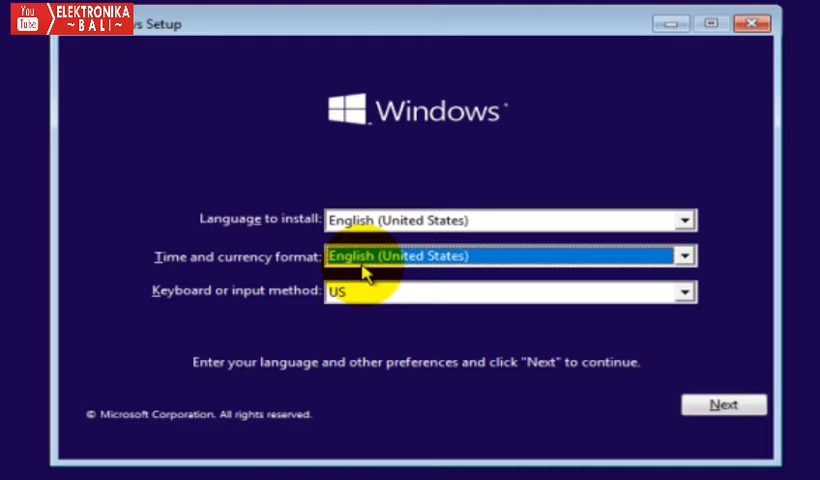 You
Tube
ELEKTRONIKA
~BALI~
s Setup
Windows
Language to install: English (United States)
Time and currency format: English (United States)
Keyboard or input method: US
Enter your language and other preferences and click "Next" to continue.
Next
© Microsoft Corporation. All rights reserved.